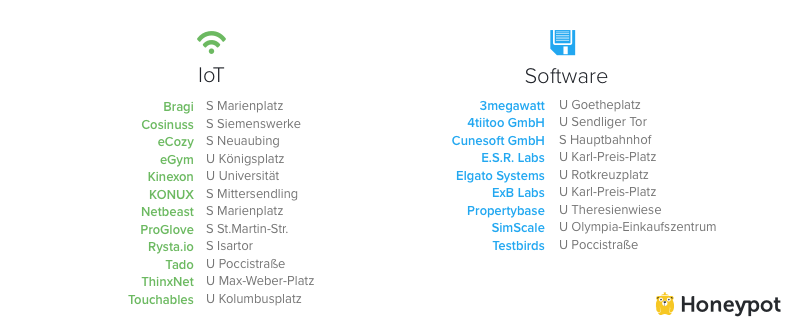 IoT
Bragi S Marienplatz
Cosinuss S Siemenswerke
eCozy S Neuaubing
eGym U Königsplatz
Kinexon U Universität
KONUX S Mittersendling
Netbeast S Marienplatz
ProGlove S St.Martin-Str.
Rysta.io S Isartor
Tado U Poccistraße
ThinxNet U Max-Weber-Platz
Touchables U Kolumbusplatz
Software
3megawatt U Goetheplatz
4tiitoo GmbH U Sendliger Tor
Cunesoft GmbH S Hauptbahnhof
E.S.R. Labs U Karl-Preis-Platz
Elgato Systems U Rotkreuzplatz
ExB Labs U Karl-Preis-Platz
Propertybase U Theresienwiese
SimScale U Olympia-Einkaufszentrum
Testbirds U Poccistraße
Honeypot